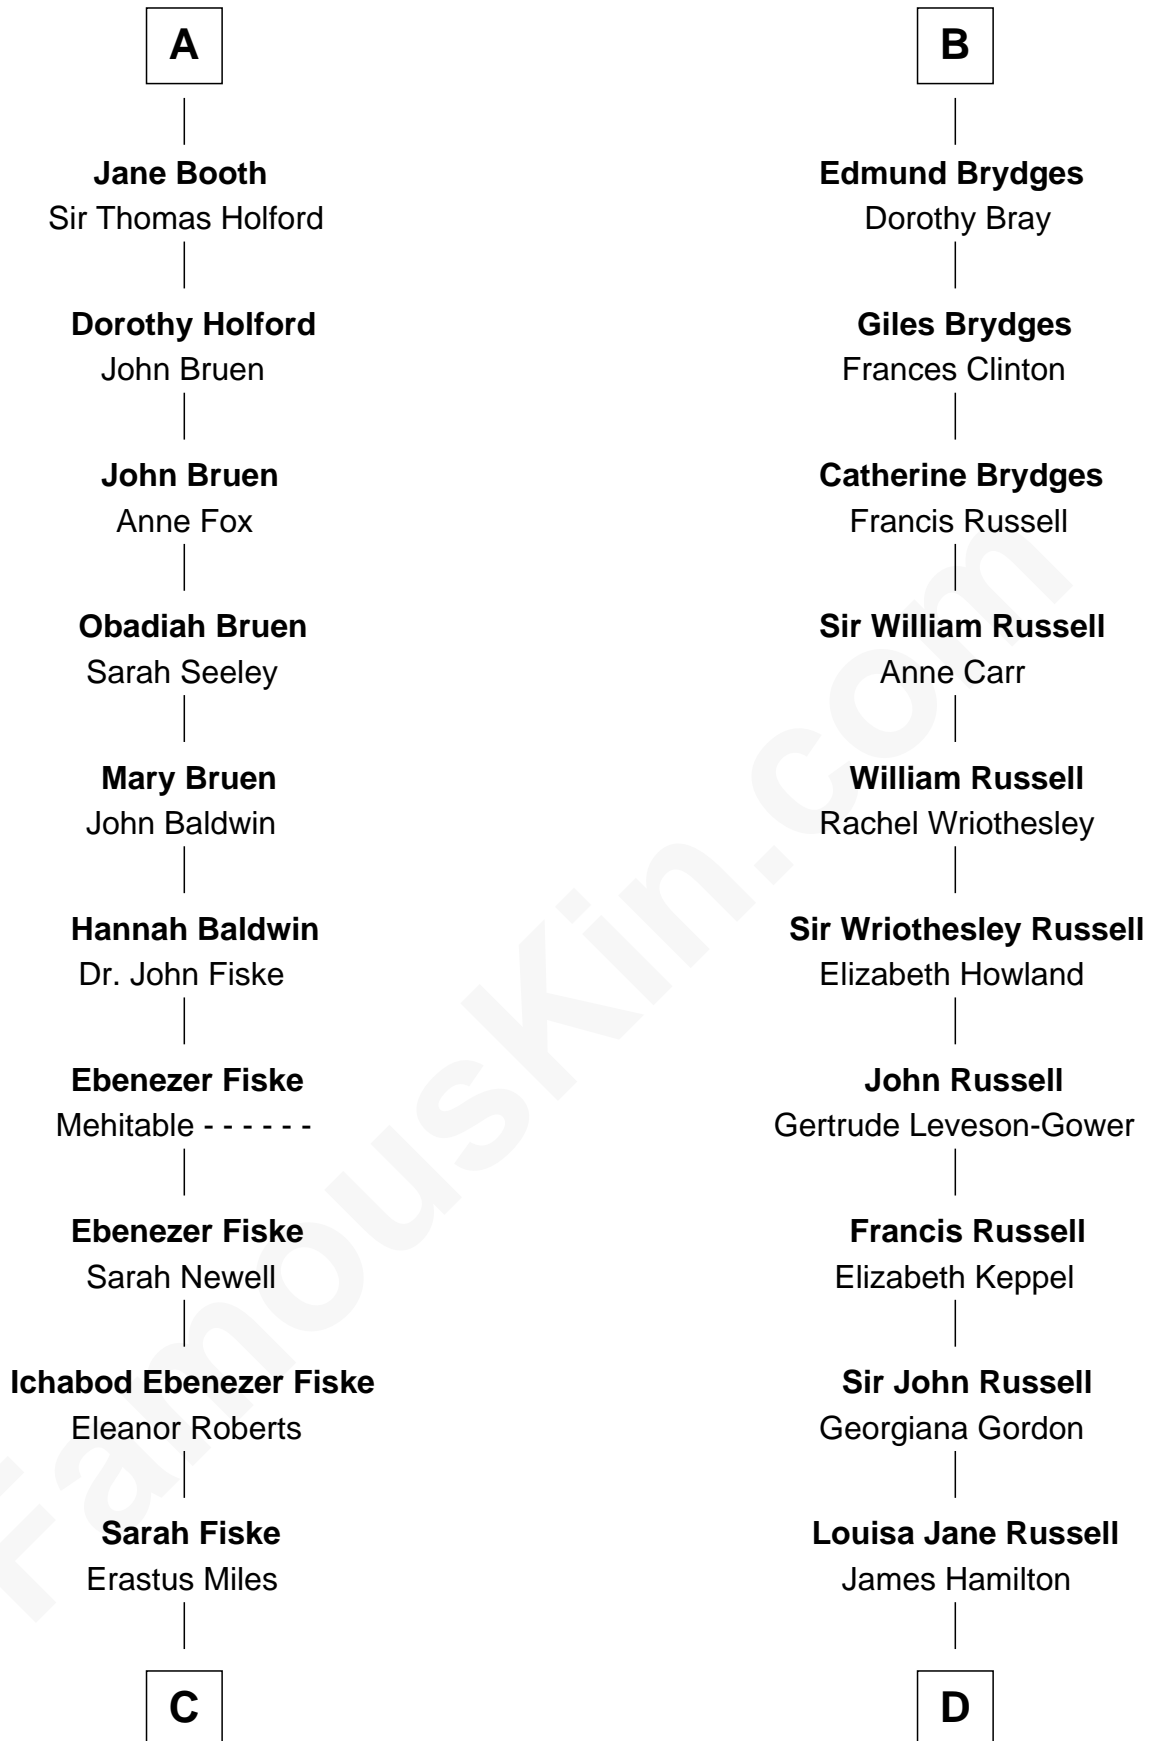 A
Jane Booth
Sir Thomas Holford
Dorothy Holford
John Bruen
John Bruen
Anne Fox
Obadiah Bruen
Sarah Seeley
Mary Bruen
John Baldwin
Hannah Baldwin
Dr. John Fiske
Ebenezer Fiske
Mehitable - - - - - -
Ebenezer Fiske
Sarah Newell
Ichabod Ebenezer Fiske
Eleanor Roberts
Sarah Fiske
Erastus Miles
C
B
Edmund Brydges
Dorothy Bray
Giles Brydges
Frances Clinton
Catherine Brydges
Francis Russell
Sir William Russell
Anne Carr
William Russell
Rachel Wriothesley
Sir Wriothesley Russell
Elizabeth Howland
John Russell
Gertrude Leveson-Gower
Francis Russell
Elizabeth Keppel
Sir John Russell
Georgiana Gordon
Louisa Jane Russell
James Hamilton
D
FamousKin.com